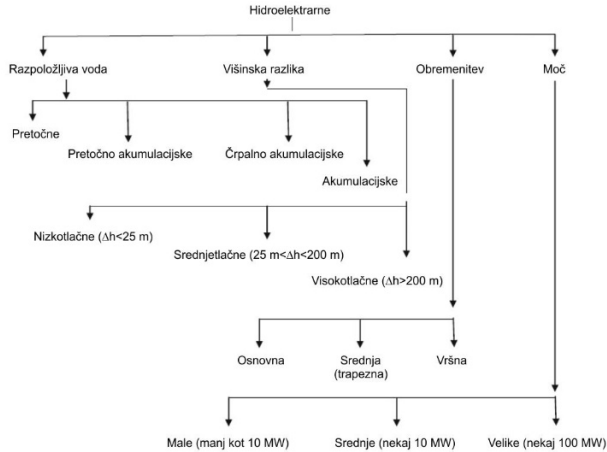 Hidroelektrarne
Razpoložljiva voda
Višinska razlika
Obremenitev
Moč
Pretočne
Pretočno akumulacijske
Črpalno akumulacijske
Akumulacijske
Nizkotlačne (Δh<25 m)
Srednjetlačne (25 m<Δh<200 m)
Visokotlačne (Δh>200 m)
Osnovna
Srednja
(trapezna)
Vršna
Male (manj kot 10 MW)
Srednje (nekaj 10 MW)
Velike (nekaj 100 MW)